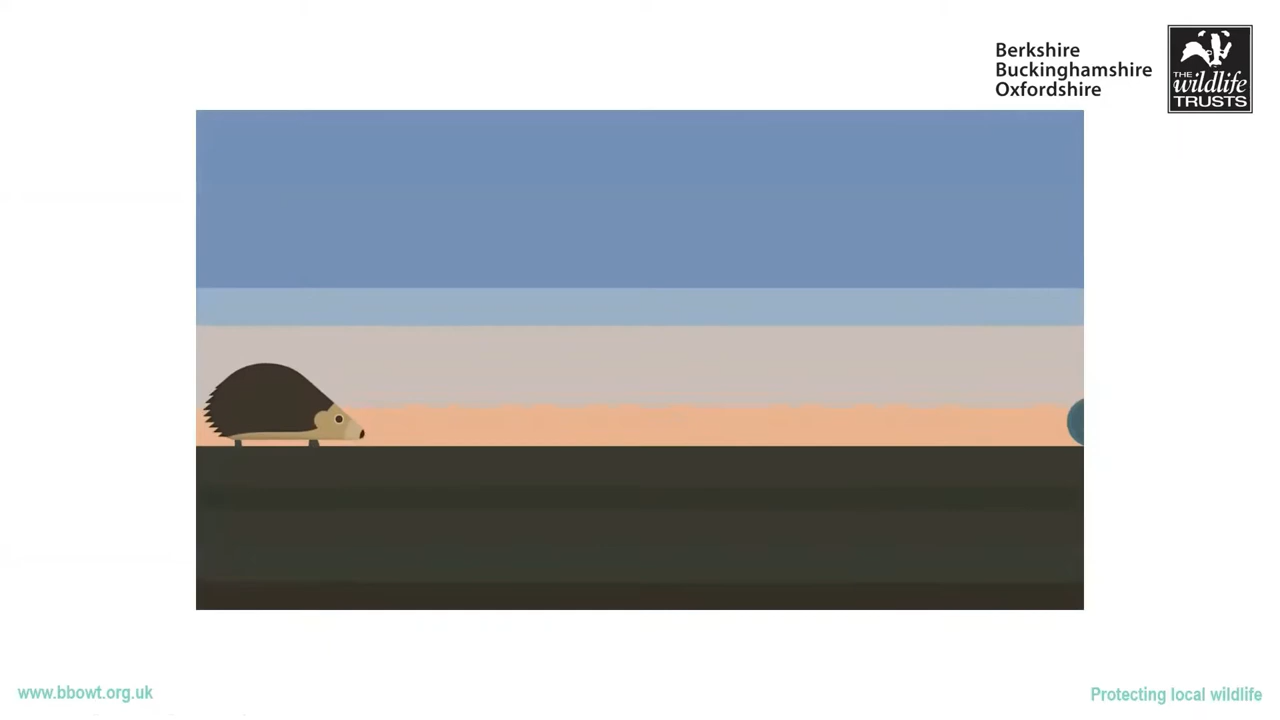 Berkshire
Buckinghamshire
Oxfordshire
THE
wildlife
TRUSTS
www.bbowt.org.uk
Protecting local wildlife